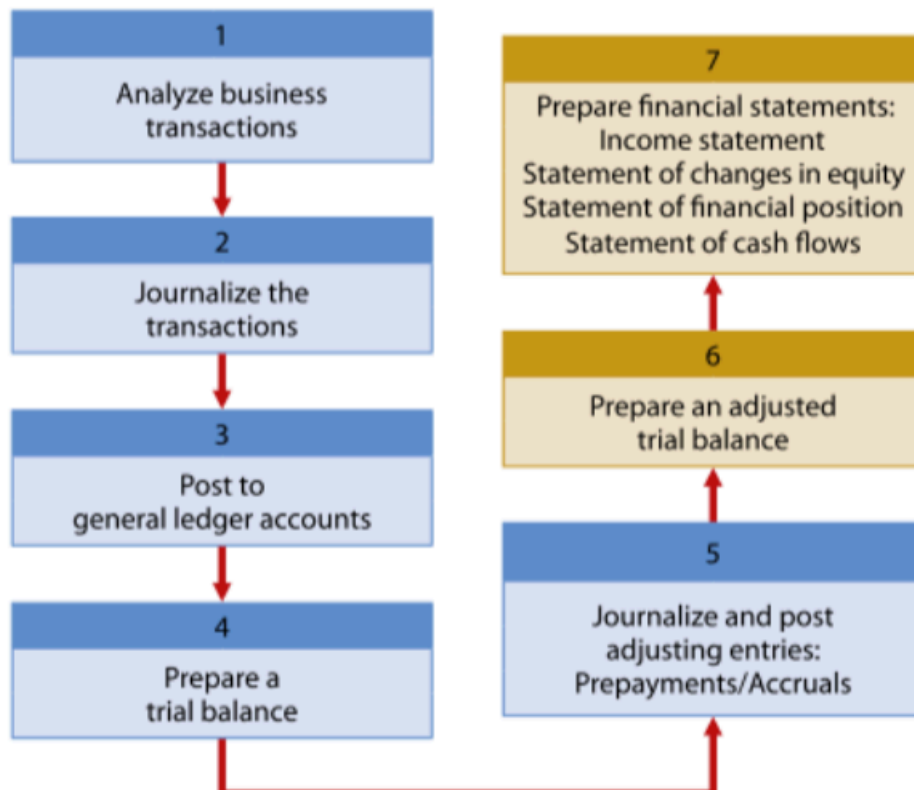 1
Analyze business
transactions
2
Journalize the
transactions
3
Post to
general ledger accounts
4
Prepare a
trial balance
5
Journalize and post
adjusting entries:
Prepayments/Accruals
6
Prepare an adjusted
trial balance
7
Prepare financial statements:
Income statement
Statement of changes in equity
Statement of financial position
Statement of cash flows